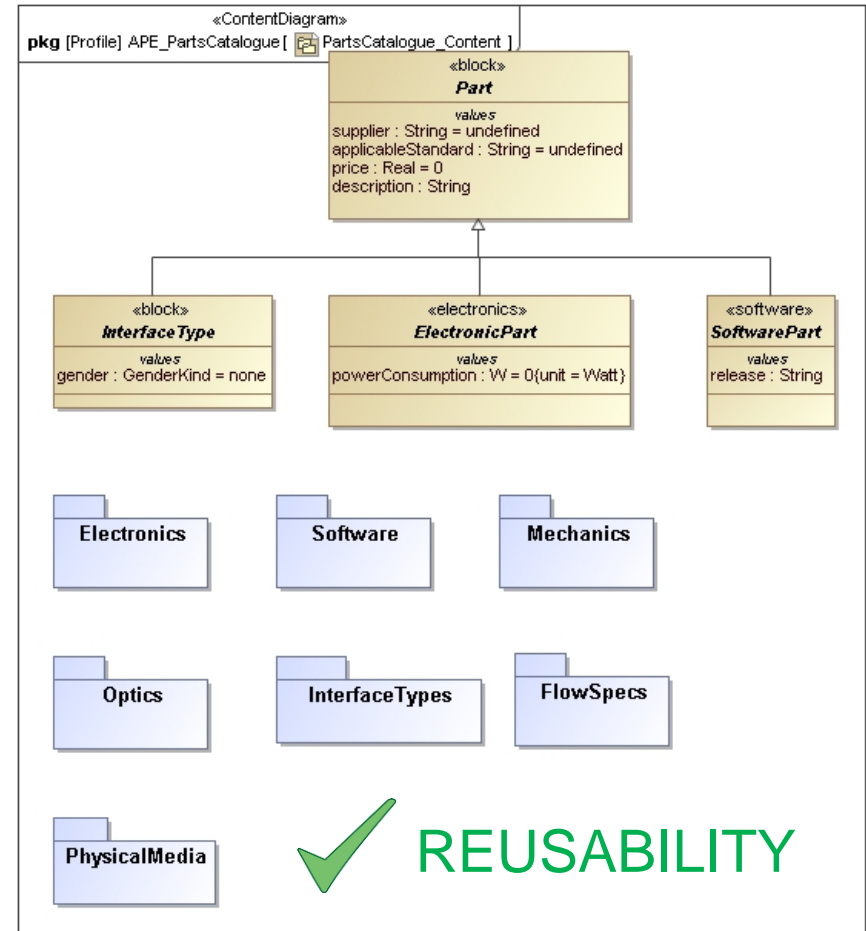 «ContentDiagram»
pkg [Profile] APE_PartsCatalogue [ PartsCatalogue_Content ]
«block»
Part
values
supplier : String = undefined
applicableStandard : String = undefined
price : Real = 0
description : String
«block»
InterfaceType
values
gender : GenderKind = none
«electronics»
ElectronicPart
values
powerConsumption : W = 0{unit = Watt}
«software»
SoftwarePart
values
release : String
Electronics
Software
Mechanics
Optics
InterfaceTypes
FlowSpecs
PhysicalMedia
REUSABILITY